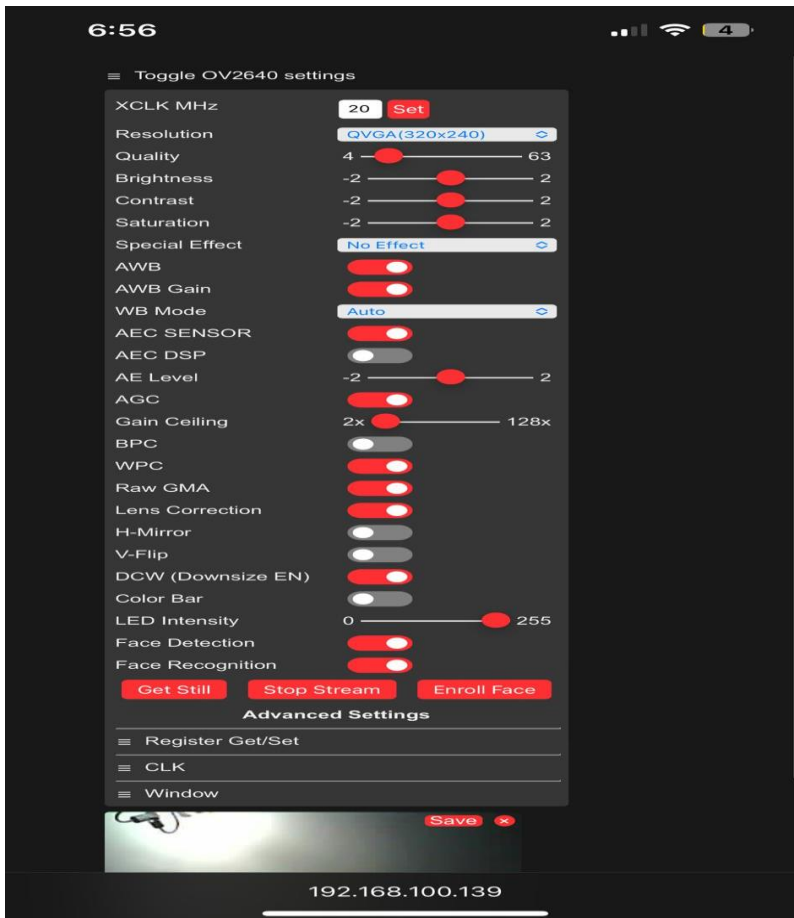 6:56
4
Toggle OV2640 settings
XCLK MHz 20 Set
Resolution QVGA(320x240)
Quality 4 63
Brightness -2 2
Contrast -2 2
Saturation -2 2
Special Effect No Effect
AWB
AWB Gain
WB Mode Auto
AEC SENSOR
AEC DSP
AE Level -2 2
AGC
Gain Ceiling 2x 128x
BPC
WPC
Raw GMA
Lens Correction
H-Mirror
V-Flip
DCW (Downsize EN)
Color Bar
LED Intensity 0 255
Face Detection
Face Recognition
Get Still Stop Stream Enroll Face
Advanced Settings
Register Get/Set
CLK
Window
Save
192.168.100.139